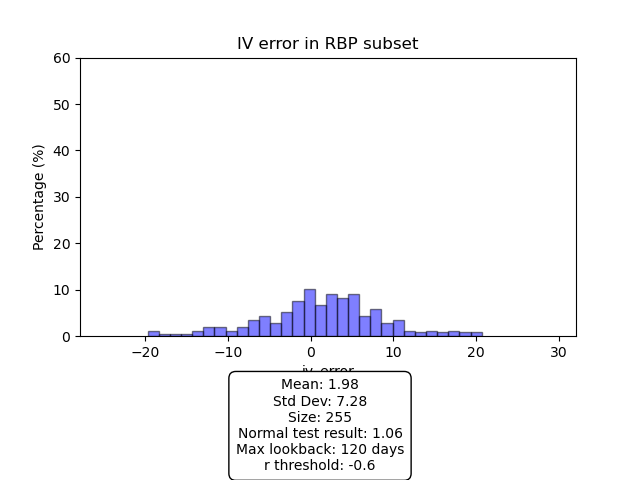 IV error in RBP subset
60
50
40
30
20
10
0
Percentage (%)
−20
−10
0
10
20
30
iv_error
Mean: 1.98
Std Dev: 7.28
Size: 255
Normal test result: 1.06
Max lookback: 120 days
r threshold: -0.6